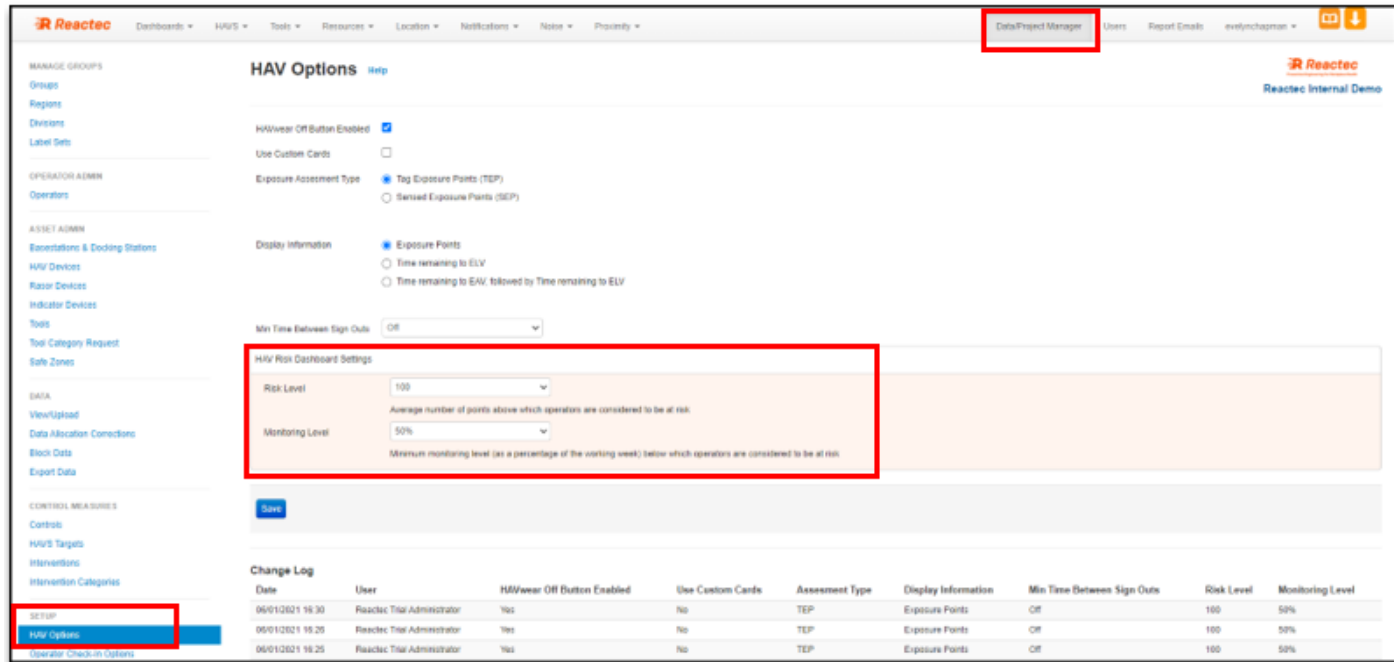 Reactec Dashboards HAVS Tools Resources Location Notifications Noise Proximity Data/Project Manager Users Report Emails evelynchapman
MANAGE GROUPS
Groups
Regions
Divisions
Label Sets
OPERATOR ADMIN
Operators
ASSET ADMIN
Basestations & Docking Stations
HAV Devices
Rasor Devices
Indicator Devices
Tools
Tool Category Request
Safe Zones
DATA
View/Upload
Data Allocation Corrections
Block Data
Export Data
CONTROL MEASURES
Controls
HAVS Targets
Interventions
Intervention Categories
SETUP
HAV Options
Operator Check-In Options
HAV Options Help
Reactec
Reactec Internal Demo
HAVwear Off Button Enabled
Use Custom Cards
Exposure Assesment Type Tag Exposure Points (TEP)
Sensed Exposure Points (SEP)
Display Information Exposure Points
Time remaining to ELV
Time remaining to EAV, followed by Time remaining to ELV
Min Time Between Sign Outs Off
HAV Risk Dashboard Settings
Risk Level 100
Average number of points above which operators are considered to be at risk
Monitoring Level 50%
Minimum monitoring level (as a percentage of the working week) below which operators are considered to be at risk
Save
Change Log
Date User HAVwear Off Button Enabled Use Custom Cards Assesment Type Display Information Min Time Between Sign Outs Risk Level Monitoring Level
06/01/2021 16:30 Reactec Trial Administrator Yes No TEP Exposure Points Off 100 50%
06/01/2021 16:26 Reactec Trial Administrator Yes No TEP Exposure Points Off 100 50%
06/01/2021 16:25 Reactec Trial Administrator Yes No TEP Exposure Points Off 100 50%